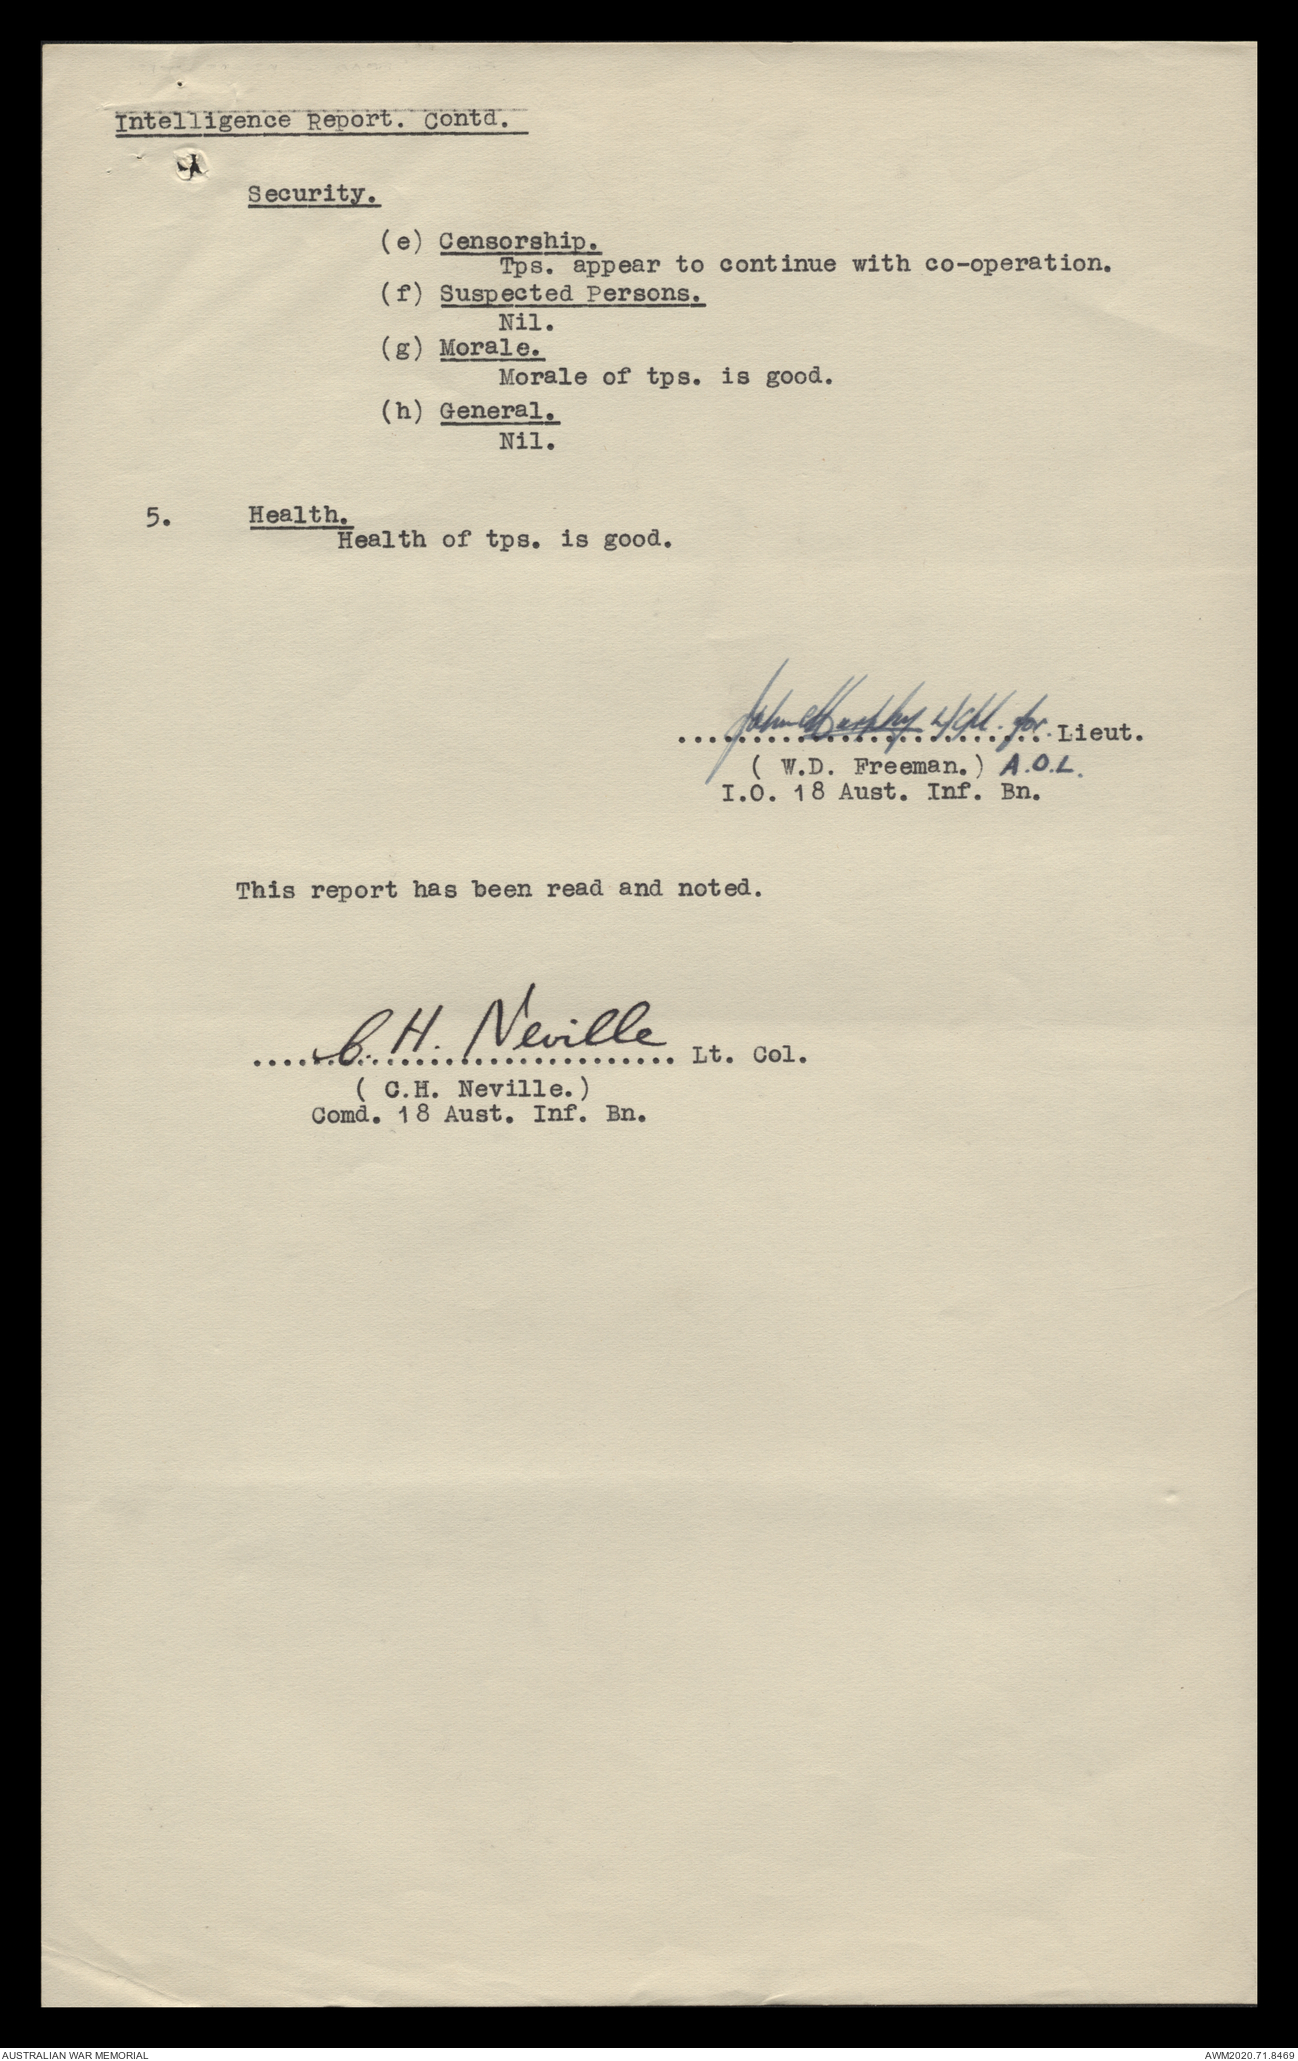 Intelligence Report. Contd.
Security.
(e) Censorship.
Tps. appear to continue with co-operation.
(f) Suspected Persons.
Nil.
(g) Morale.
Morale of tps. is good.
(h) General.
Nil.
5. Health.
Health of tps. is good.
John Murphy L/Cpl. for. Lieut.
( W.D. Freeman.) A.O.L.
I.O. 18 Aust. Inf. Bn.
This report has been read and noted.
C.H. Neville Lt. Col.
( C.H. Neville.)
Comd. 18 Aust. Inf. Bn.
AUSTRALIAN WAR MEMORIAL
AWM2020.71.8469